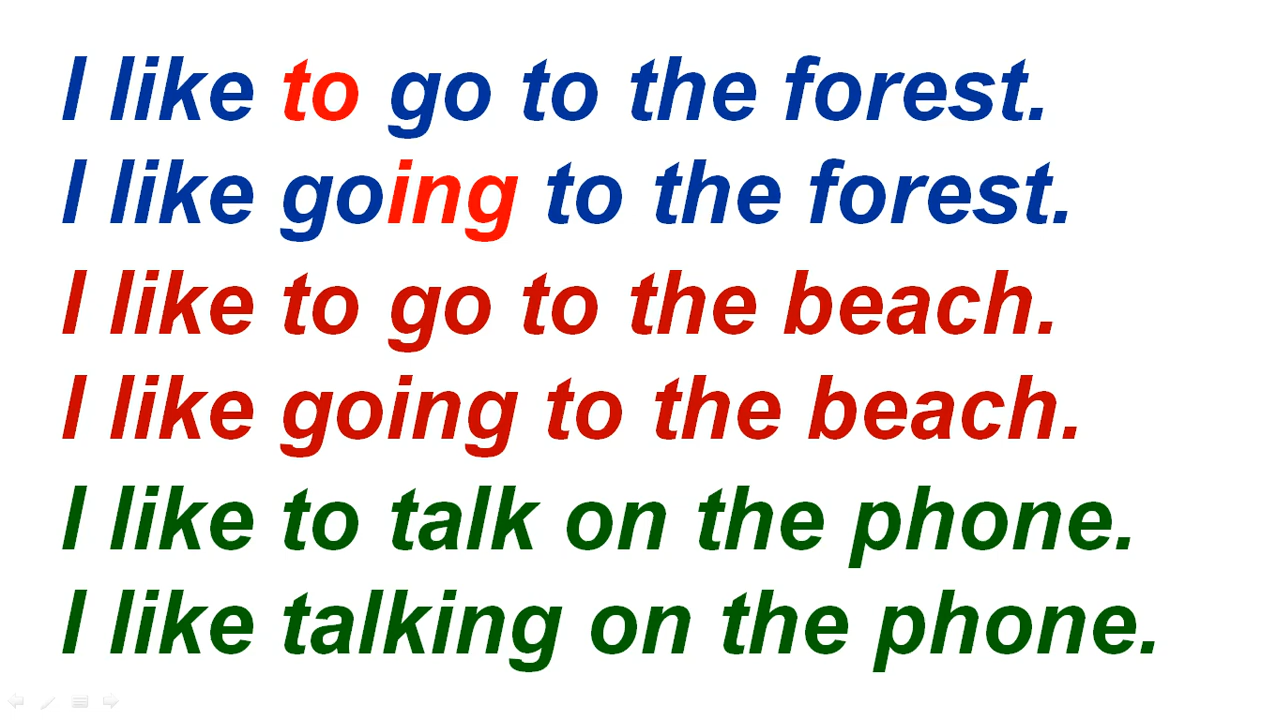 I like to go to the forest.
I like going to the forest.
I like to go to the beach.
I like going to the beach.
I like to talk on the phone.
I like talking on the phone.